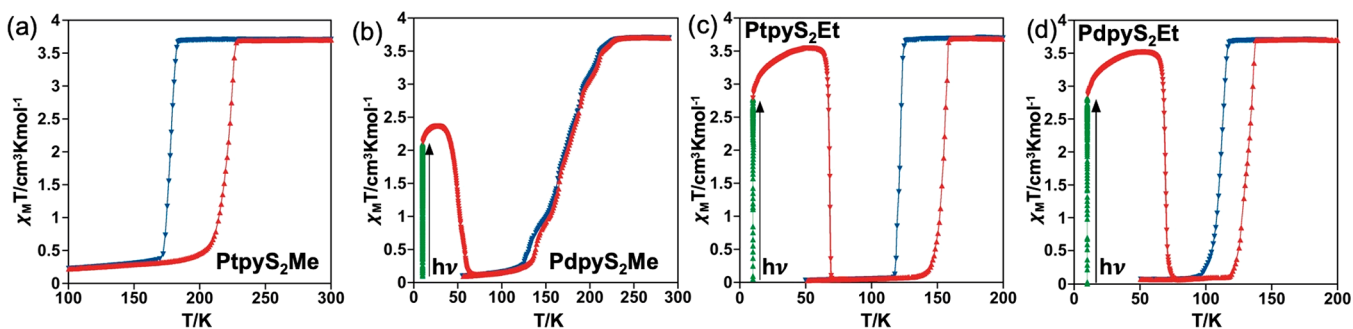 (a)
4
3.5
3
2.5
2
1.5
1
0.5
0
χMT/cm³Kmol⁻¹
PtpyS₂Me
100 150 200 250 300
T/K
(b)
4
3.5
3
2.5
2
1.5
1
0.5
0
χMT/cm³Kmol⁻¹
hν
PdpyS₂Me
0 50 100 150 200 250 300
T/K
(c)
4
3.5
3
2.5
2
1.5
1
0.5
0
χMT/cm³Kmol⁻¹
PtpyS₂Et
hν
0 50 100 150 200
T/K
(d)
4
3.5
3
2.5
2
1.5
1
0.5
0
χMT/cm³Kmol⁻¹
PdpyS₂Et
hν
0 50 100 150 200
T/K